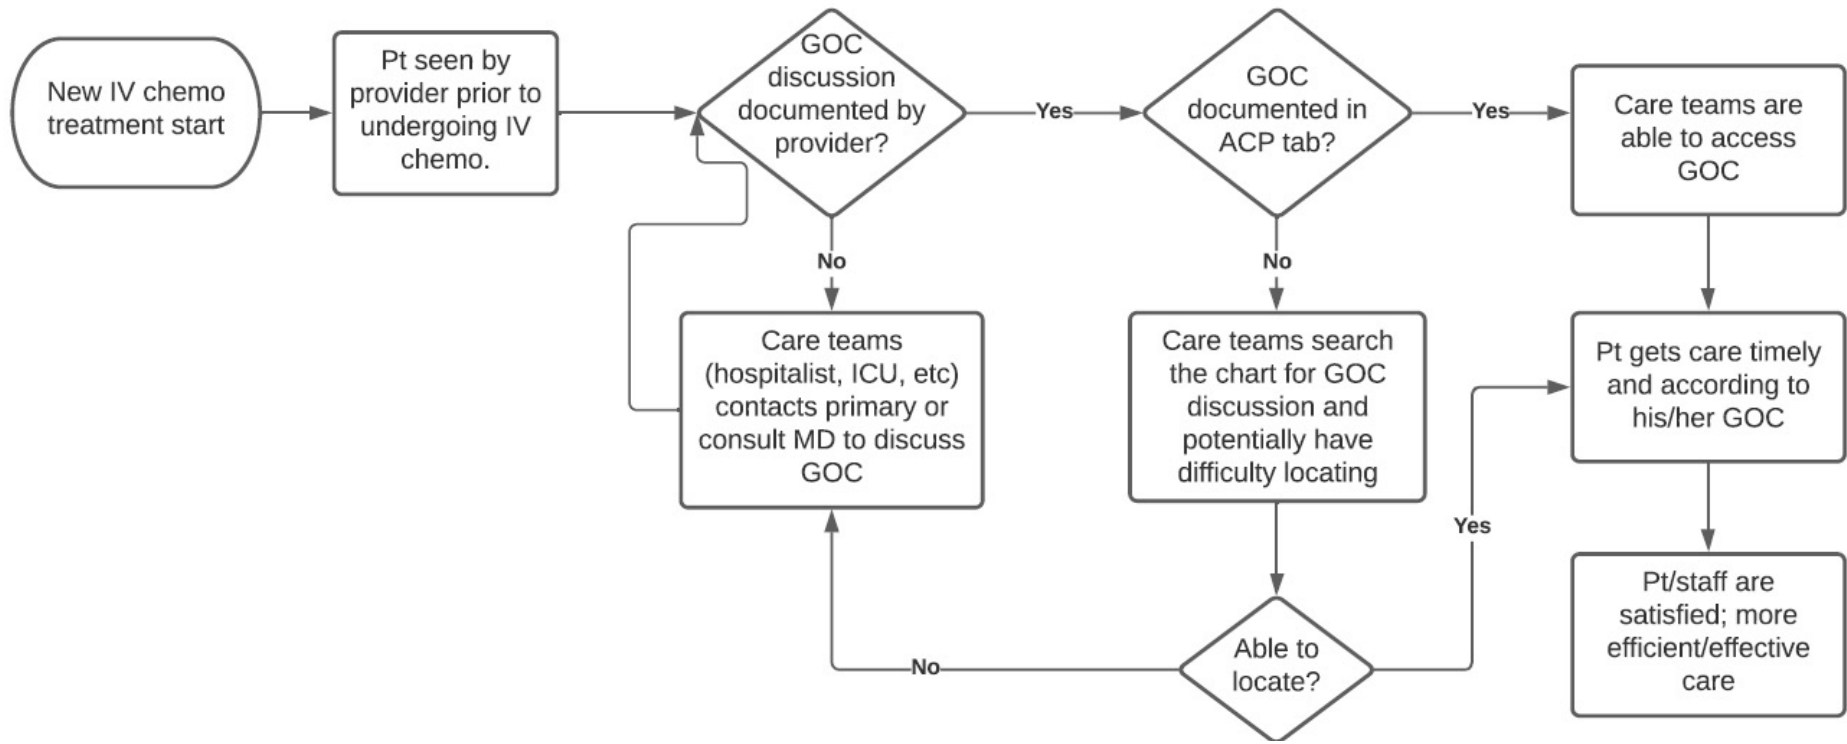 New IV chemo
treatment start
Pt seen by
provider prior to
undergoing IV
chemo.
GOC
discussion
documented by
provider?
Yes
GOC
documented in
ACP tab?
Yes
Care teams are
able to access
GOC
No
No
Care teams
(hospitalist, ICU, etc)
contacts primary or
consult MD to discuss
GOC
Care teams search
the chart for GOC
discussion and
potentially have
difficulty locating
Pt gets care timely
and according to
his/her GOC
Yes
Able to
locate?
No
Pt/staff are
satisfied; more
efficient/effective
care